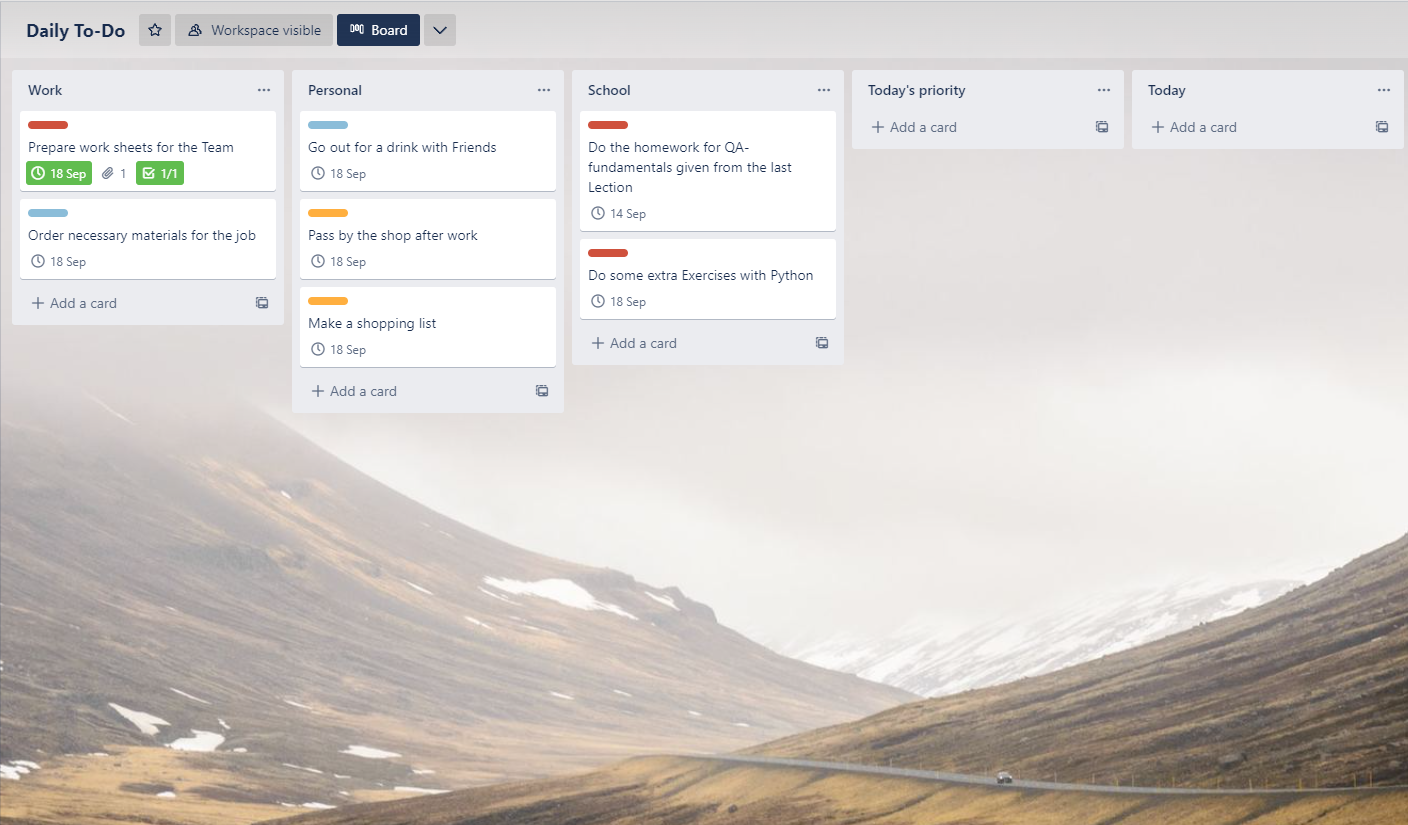 Daily To-Do
Workspace visible
Board
Work
Prepare work sheets for the Team
18 Sep
1
1/1
Order necessary materials for the job
18 Sep
Add a card
Personal
Go out for a drink with Friends
18 Sep
Pass by the shop after work
18 Sep
Make a shopping list
18 Sep
Add a card
School
Do the homework for QA-
fundamentals given from the last
Lection
14 Sep
Do some extra Exercises with Python
18 Sep
Add a card
Today's priority
Add a card
Today
Add a card